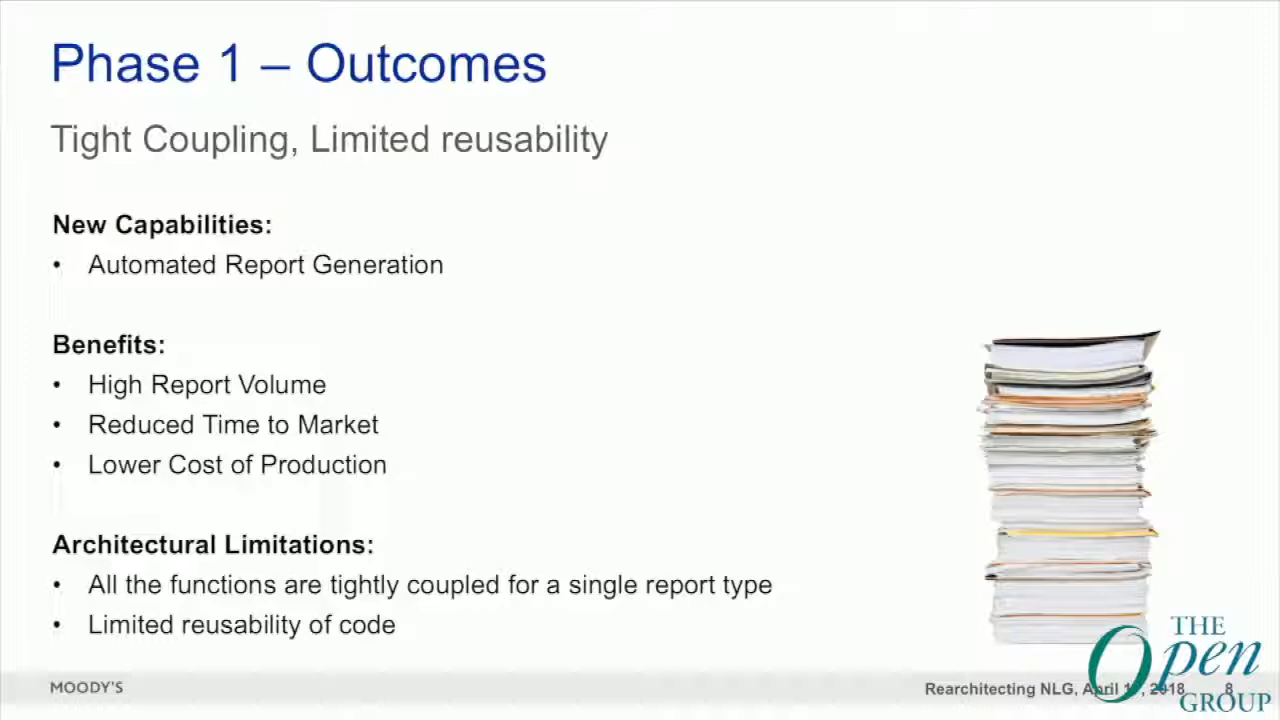 Phase 1 – Outcomes
Tight Coupling, Limited reusability
New Capabilities:
• Automated Report Generation
Benefits:
• High Report Volume
• Reduced Time to Market
• Lower Cost of Production
Architectural Limitations:
• All the functions are tightly coupled for a single report type
• Limited reusability of code
MOODY'S
Rearchitecting NLG, April 2018 8
THE
Open
GROUP